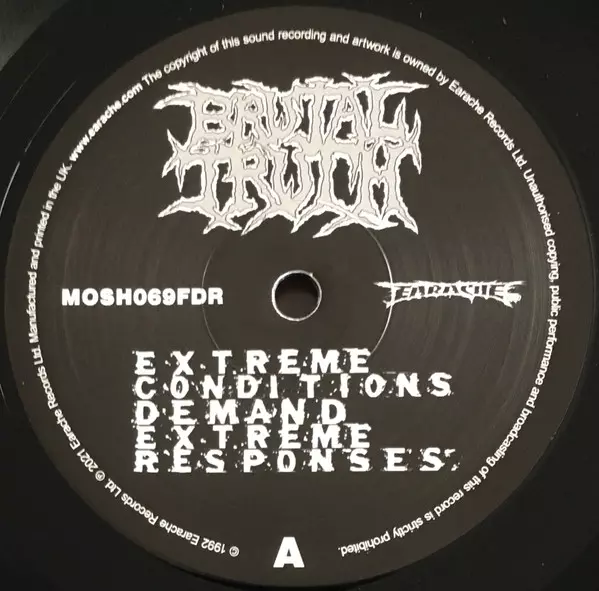 © 1992 Earache Records Ltd. ℗ 2021 Earache Records Ltd. Manufactured and printed in the UK. www.earache.com The copyright of this sound recording and artwork is owned by Earache Records Ltd. Unauthorised copying, public performance and broadcasting of this record is strictly prohibited.
BRUTAL
TRUTH
MOSH069FDR
EARACHE
EXTREME
CONDITIONS
DEMAND
EXTREME
RESPONSES
A